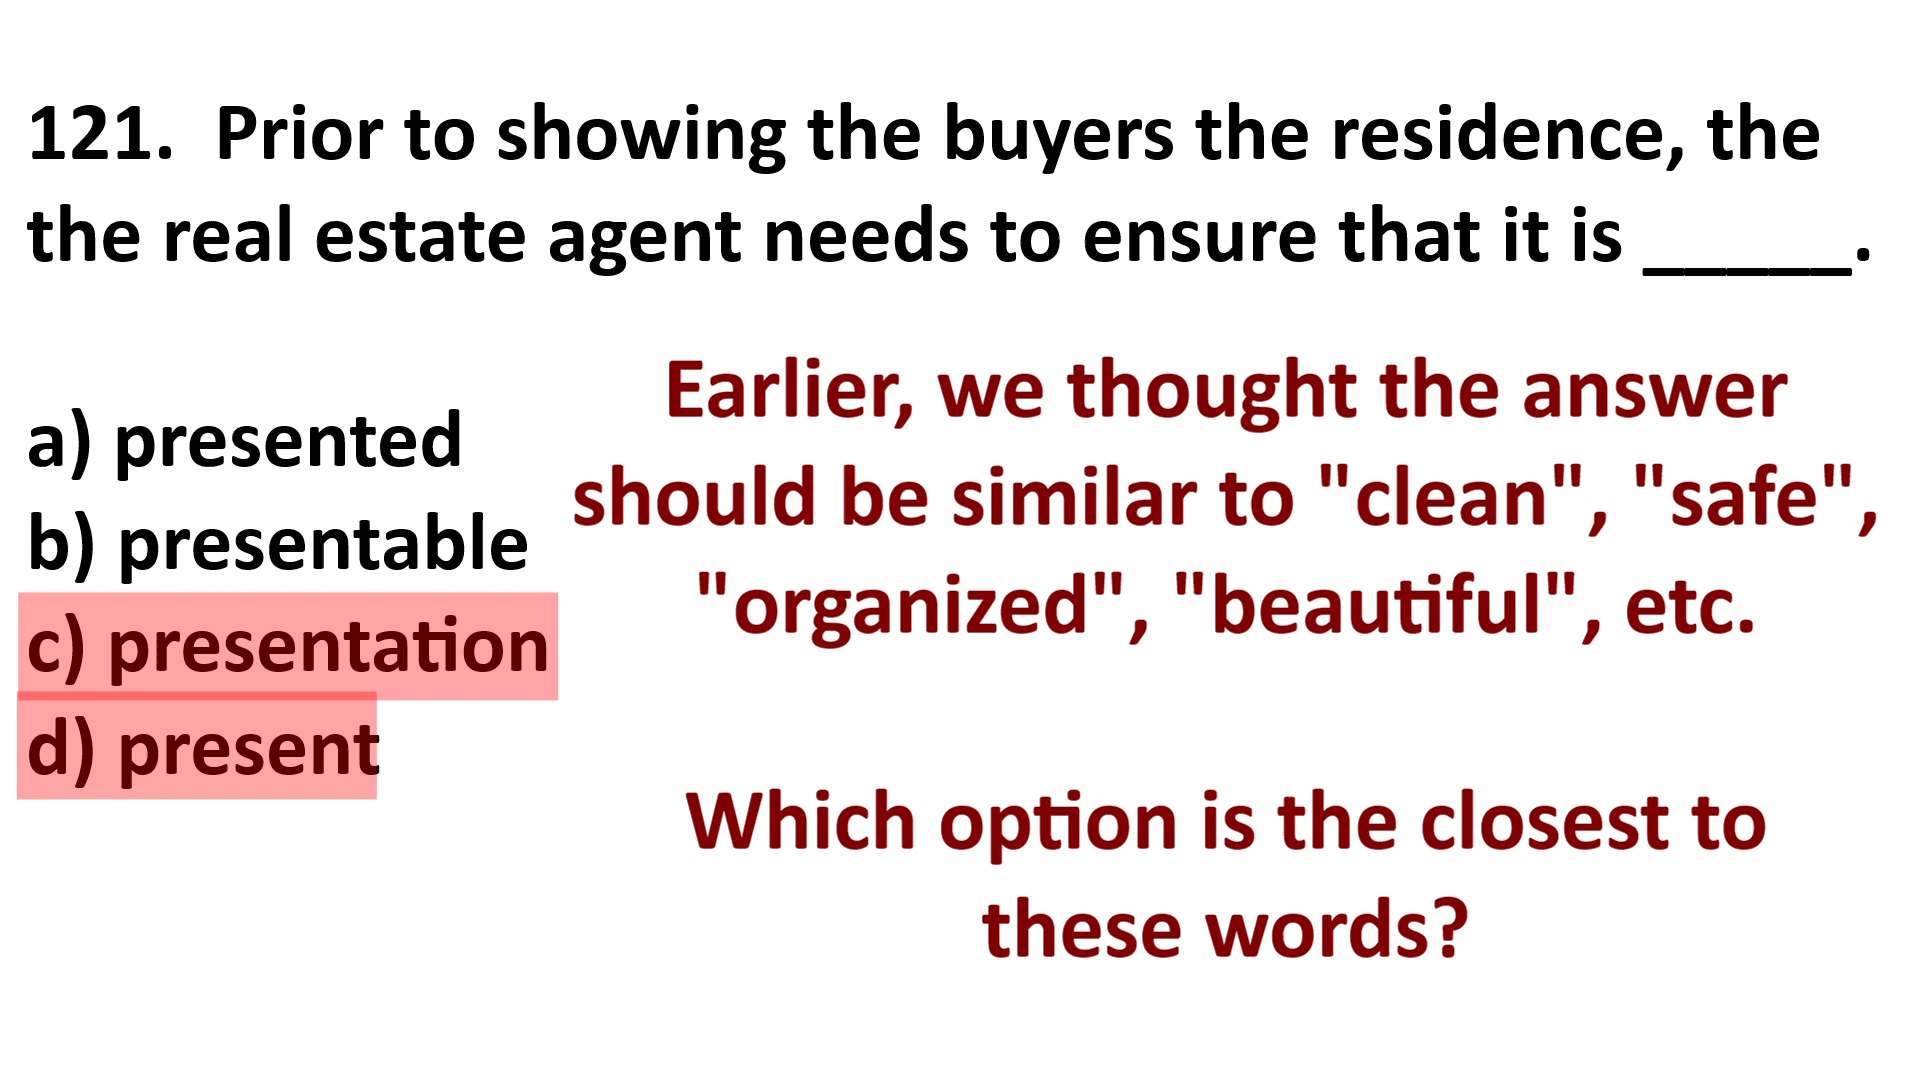 121. Prior to showing the buyers the residence, the
the real estate agent needs to ensure that it is _____.
a) presented
b) presentable
c) presentation
d) present
Earlier, we thought the answer
should be similar to "clean", "safe",
"organized", "beautiful", etc.
Which option is the closest to
these words?